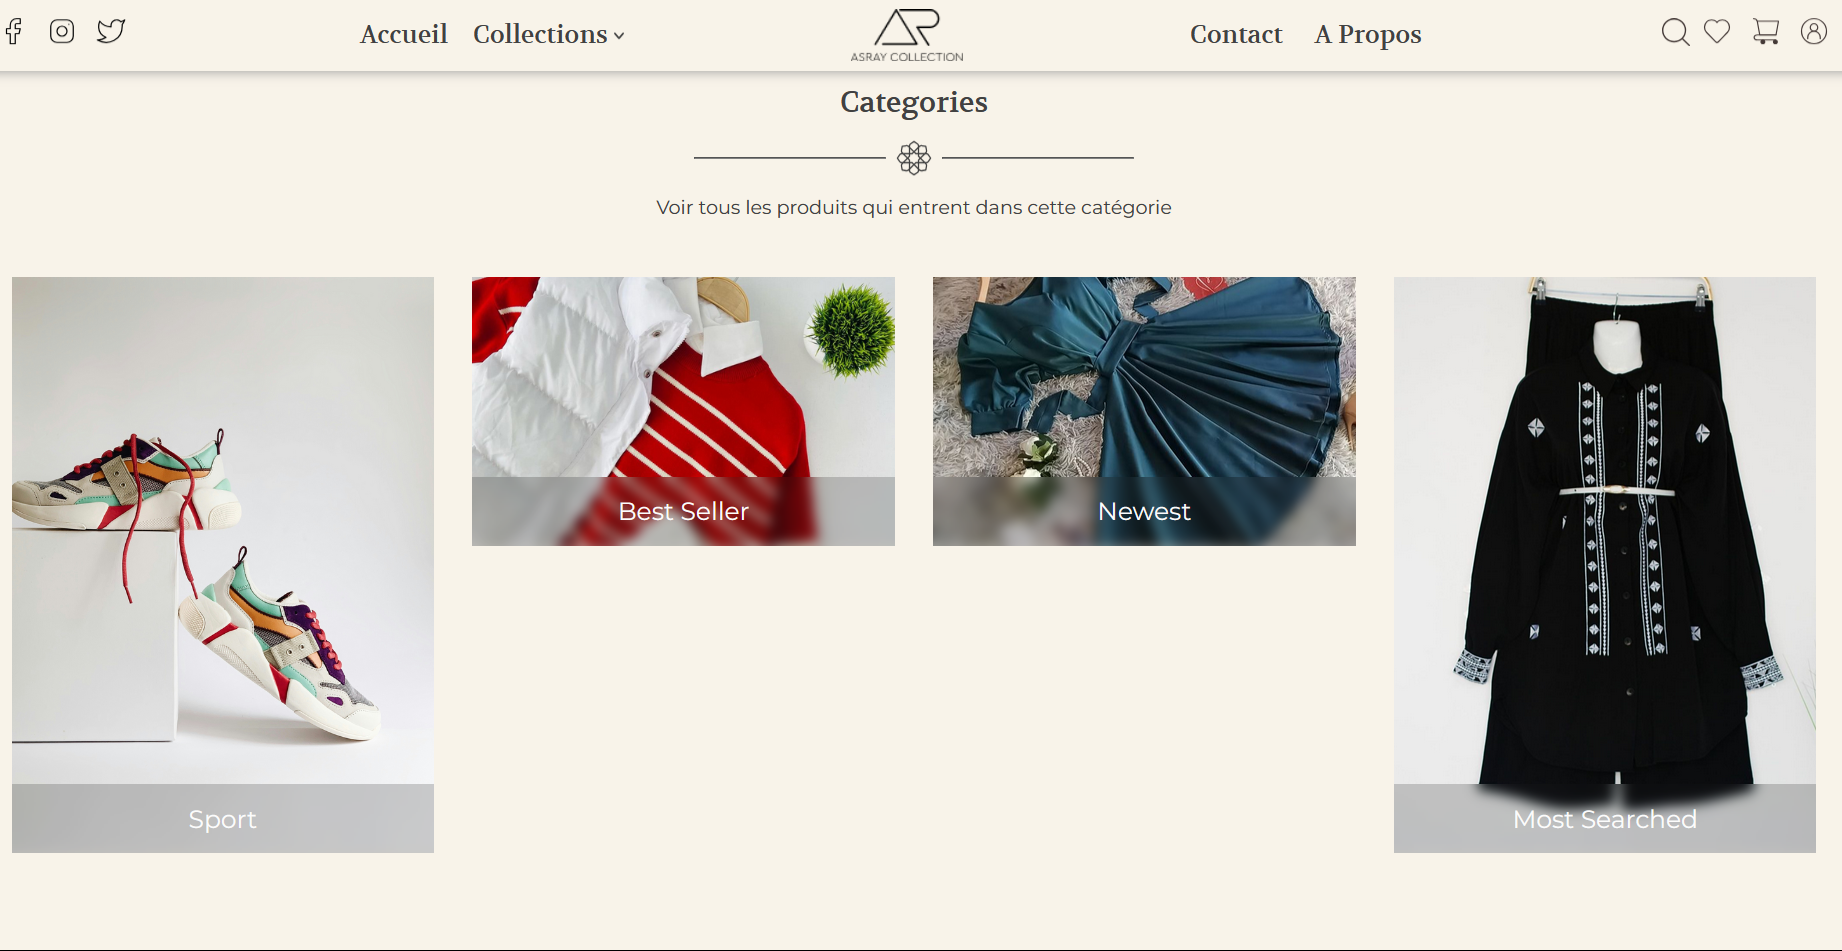 Accueil
Collections
ASRAY COLLECTION
Contact
A Propos
Categories
Voir tous les produits qui entrent dans cette catégorie
Best Seller
Newest
Sport
Most Searched